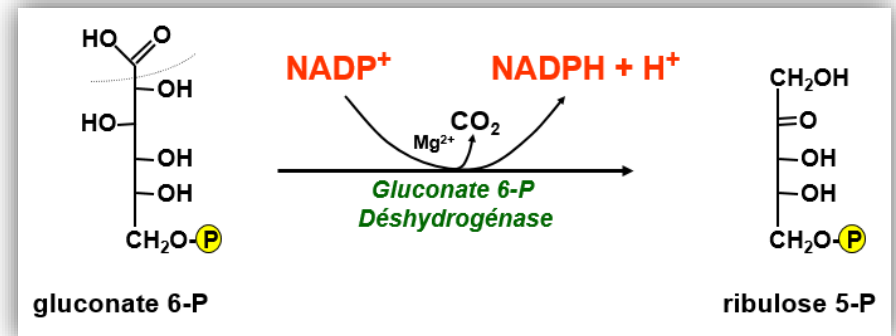 HO O
OH
HO
OH
OH
CH₂O-P
gluconate 6-P
NADP⁺
NADPH + H⁺
CO₂
Mg²⁺
Gluconate 6-P
Déshydrogénase
CH₂OH
=O
OH
OH
CH₂O-P
ribulose 5-P